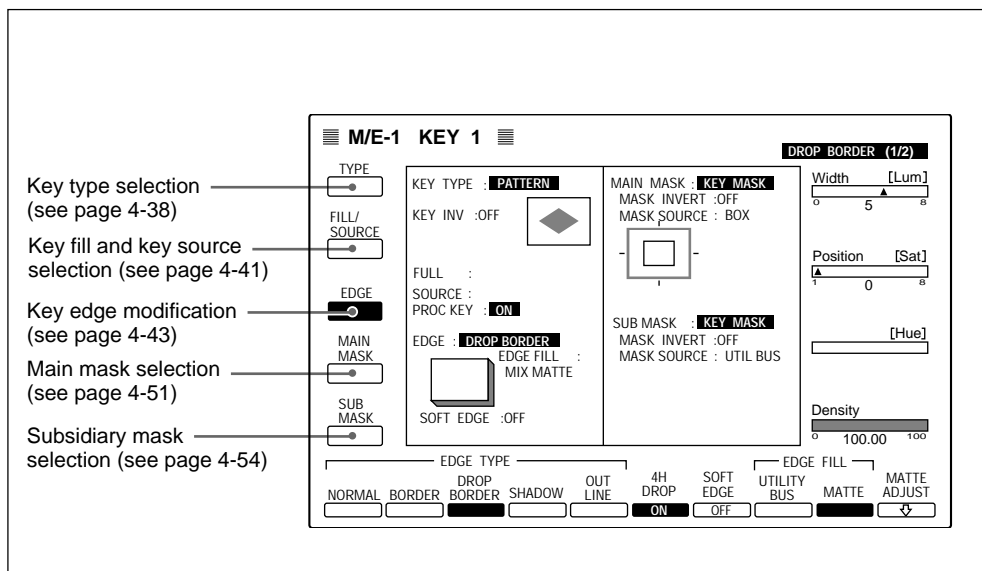 M/E-1 KEY 1
DROP BORDER (1/2)
Key type selection
(see page 4-38)
Key fill and key source
selection (see page 4-41)
Key edge modification
(see page 4-43)
Main mask selection
(see page 4-51)
Subsidiary mask
selection (see page 4-54)
TYPE
FILL/
SOURCE
EDGE
MAIN
MASK
SUB
MASK
KEY TYPE : PATTERN
KEY INV :OFF
FULL :
SOURCE :
PROC KEY : ON
EDGE : DROP BORDER
EDGE FILL :
MIX MATTE
SOFT EDGE :OFF
MAIN MASK : KEY MASK
MASK INVERT :OFF
MASK SOURCE : BOX
SUB MASK : KEY MASK
MASK INVERT :OFF
MASK SOURCE : UTIL BUS
Width [Lum]
0 5 8
Position [Sat]
1 0 8
[Hue]
Density
0 100.00 100
EDGE TYPE
EDGE FILL
NORMAL
BORDER
DROP
BORDER
SHADOW
OUT
LINE
4H
DROP
ON
SOFT
EDGE
OFF
UTILITY
BUS
MATTE
MATTE
ADJUST